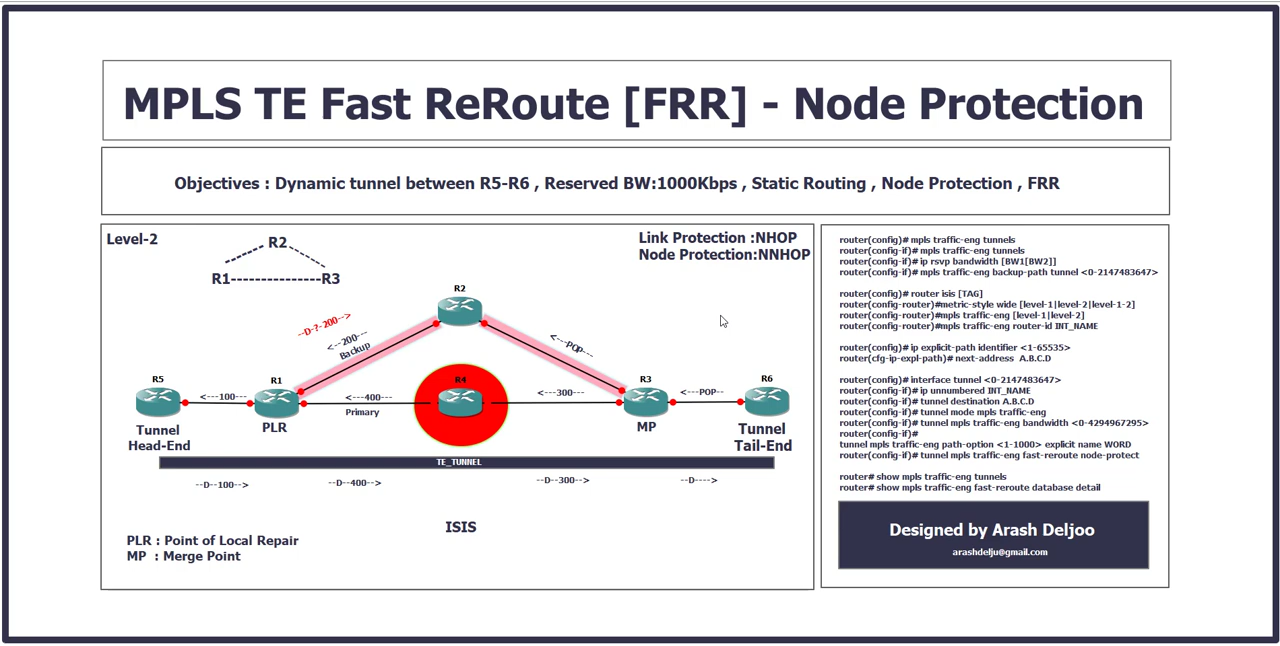 MPLS TE Fast ReRoute [FRR] - Node Protection
Objectives : Dynamic tunnel between R5-R6 , Reserved BW:1000Kbps , Static Routing , Node Protection , FRR
Level-2
R2
R1
R3
Link Protection :NHOP
Node Protection:NNHOP
R2
--D-?-200-->
<--200---
Backup
<---POP---
R5
R1
R4
R3
R6
<---100---
<---400---
<---300---
<---POP---
Primary
Tunnel
Head-End
PLR
MP
Tunnel
Tail-End
TE_TUNNEL
--D--100-->
--D--400-->
--D--300-->
--D---->
ISIS
PLR : Point of Local Repair
MP : Merge Point
router(config)# mpls traffic-eng tunnels
router(config-if)# mpls traffic-eng tunnels
router(config-if)# ip rsvp bandwidth [BW1[BW2]]
router(config-if)# mpls traffic-eng backup-path tunnel <0-2147483647>
router(config)# router isis [TAG]
router(config-router)#metric-style wide [level-1|level-2|level-1-2]
router(config-router)#mpls traffic-eng [level-1|level-2]
router(config-router)#mpls traffic-eng router-id INT_NAME
router(config)# ip explicit-path identifier <1-65535>
router(cfg-ip-expl-path)# next-address A.B.C.D
router(config)# interface tunnel <0-2147483647>
router(config-if)# ip unnumbered INT_NAME
router(config-if)# tunnel destination A.B.C.D
router(config-if)# tunnel mode mpls traffic-eng
router(config-if)# tunnel mpls traffic-eng bandwidth <0-4294967295>
router(config-if)#
tunnel mpls traffic-eng path-option <1-1000> explicit name WORD
router(config-if)# tunnel mpls traffic-eng fast-reroute node-protect
router# show mpls traffic-eng tunnels
router# show mpls traffic-eng fast-reroute database detail
Designed by Arash Deljoo
arashdelju@gmail.com